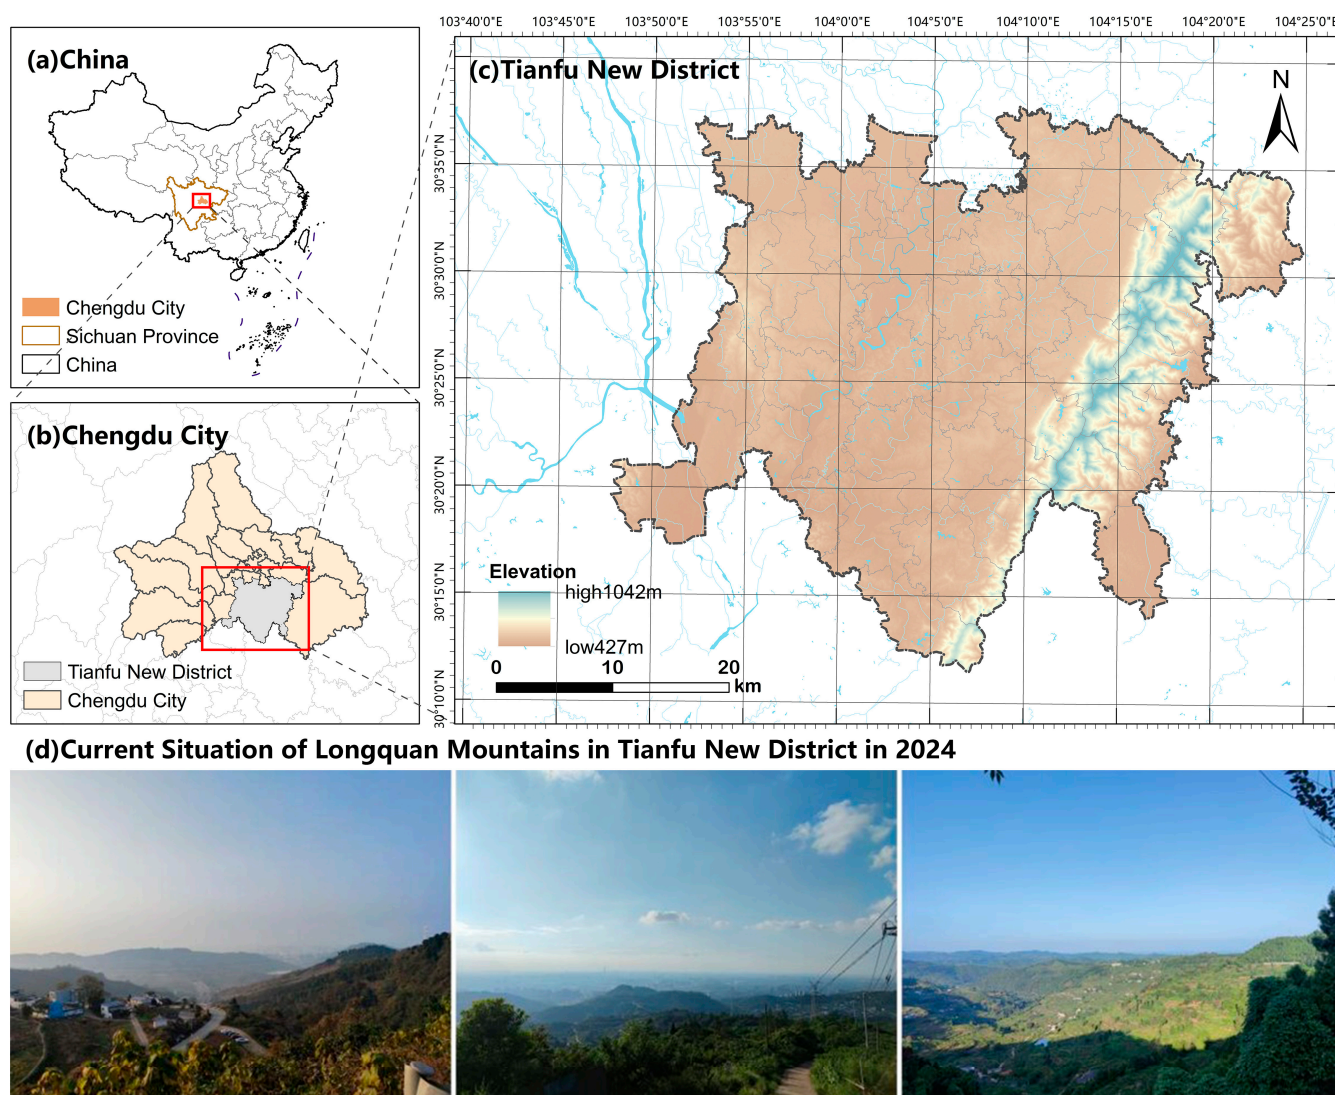 (a)China
Chengdu City
Sichuan Province
China
(b)Chengdu City
Tianfu New District
Chengdu City
103°40'0"E 103°45'0"E 103°50'0"E 103°55'0"E 104°0'0"E 104°5'0"E 104°10'0"E 104°15'0"E 104°20'0"E 104°25'0"E
(c)Tianfu New District
N
30°35'0"N
30°30'0"N
30°25'0"N
30°20'0"N
30°15'0"N
30°10'0"N
Elevation
high1042m
low427m
0 10 20
km
(d)Current Situation of Longquan Mountains in Tianfu New District in 2024